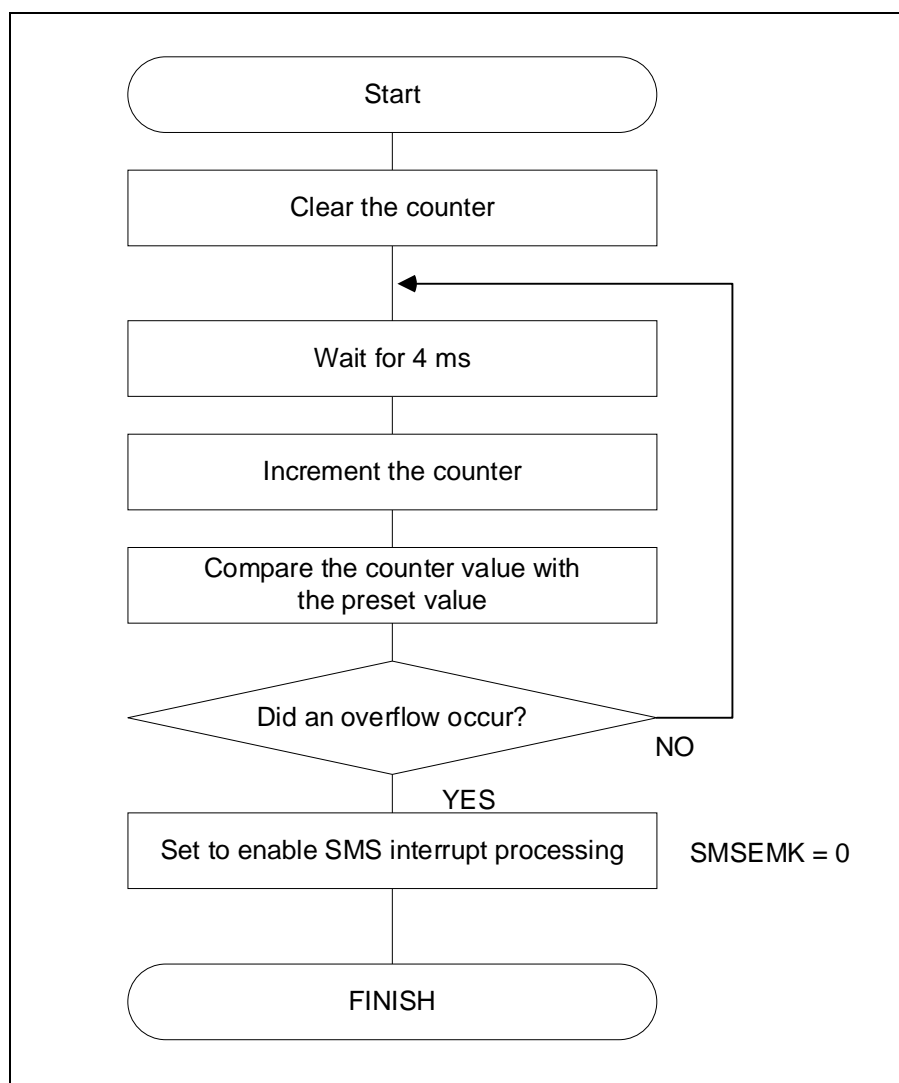 Start
Clear the counter
Wait for 4 ms
Increment the counter
Compare the counter value with
the preset value
Did an overflow occur?
NO
YES
Set to enable SMS interrupt processing
SMSEMK = 0
FINISH